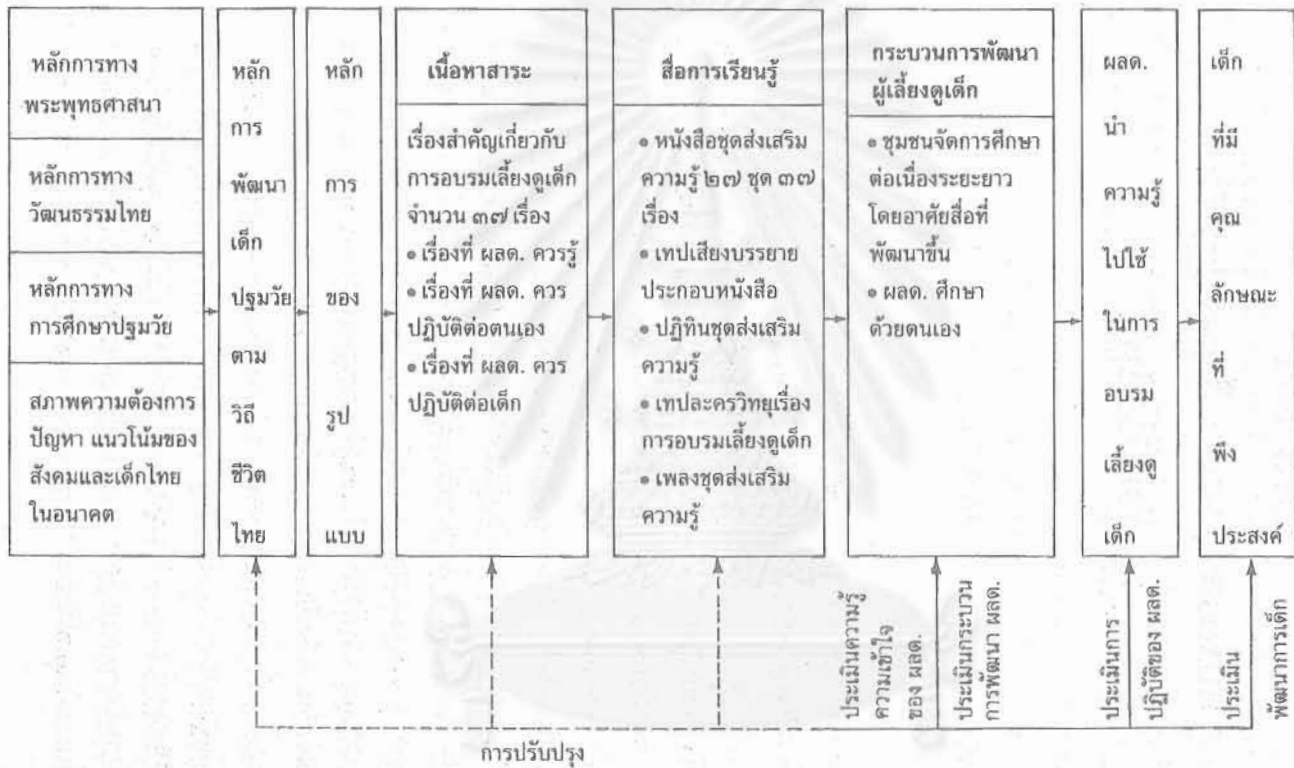 หลักการทาง
พระพุทธศาสนา
หลักการทาง
วัฒนธรรมไทย
หลักการทาง
การศึกษาปฐมวัย
สภาพความต้องการ
ปัญหา แนวโน้มของ
สังคมและเด็กไทย
ในอนาคต
หลัก
การ
พัฒนา
เด็ก
ปฐมวัย
ตาม
วิถี
ชีวิต
ไทย
หลัก
การ
ของ
รูป
แบบ
เนื้อหาสาระ
เรื่องสำคัญเกี่ยวกับ
การอบรมเลี้ยงดูเด็ก
จำนวน ๓๗ เรื่อง
• เรื่องที่ ผลด. ควรรู้
• เรื่องที่ ผลด. ควร
ปฏิบัติต่อตนเอง
• เรื่องที่ ผลด. ควร
ปฏิบัติต่อเด็ก
สื่อการเรียนรู้
• หนังสือชุดส่งเสริม
ความรู้ ๒๗ ชุด ๓๗
เรื่อง
• เทปเสียงบรรยาย
ประกอบหนังสือ
• ปฏิทินชุดส่งเสริม
ความรู้
• เทปละครวิทยุเรื่อง
การอบรมเลี้ยงดูเด็ก
• เพลงชุดส่งเสริม
ความรู้
กระบวนการพัฒนา
ผู้เลี้ยงดูเด็ก
• ชุมชนจัดการศึกษา
ต่อเนื่องระยะยาว
โดยอาศัยสื่อที่
พัฒนาขึ้น
• ผลด. ศึกษา
ด้วยตนเอง
ผลด.
นำ
ความรู้
ไปใช้
ในการ
อบรม
เลี้ยงดู
เด็ก
เด็ก
ที่มี
คุณ
ลักษณะ
ที่
พึง
ประสงค์
ประเมินความรู้
ความเข้าใจ
ของ ผลด.
ประเมินกระบวน
การพัฒนา ผลด.
ประเมินการ
ปฏิบัติของ ผลด.
ประเมิน
พัฒนาการเด็ก
การปรับปรุง